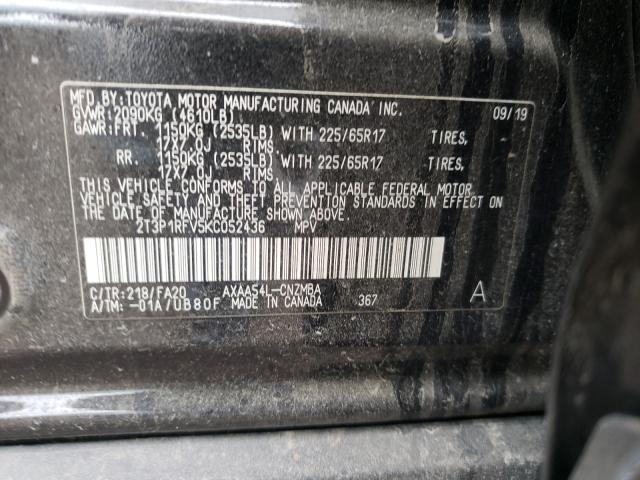 MFD.BY:TOYOTA MOTOR MANUFACTURING CANADA INC.
GVWR:2090KG (4610LB) 09/19
GAWR:FRT. 1150KG (2535LB) WITH 225/65R17 TIRES,
17X7.0J RIMS.
RR. 1150KG (2535LB) WITH 225/65R17 TIRES,
17X7.0J RIMS.
THIS VEHICLE CONFORMS TO ALL APPLICABLE FEDERAL MOTOR
VEHICLE SAFETY AND THEFT PREVENTION STANDARDS IN EFFECT
ON THE DATE OF MANUFACTURE SHOWN ABOVE.
2T3P1RFV5KC052436 MPV
C/TR:218/FA20 AXAA54L-CNZMBA 367 A
A/TM: -01A/UB80F MADE IN CANADA